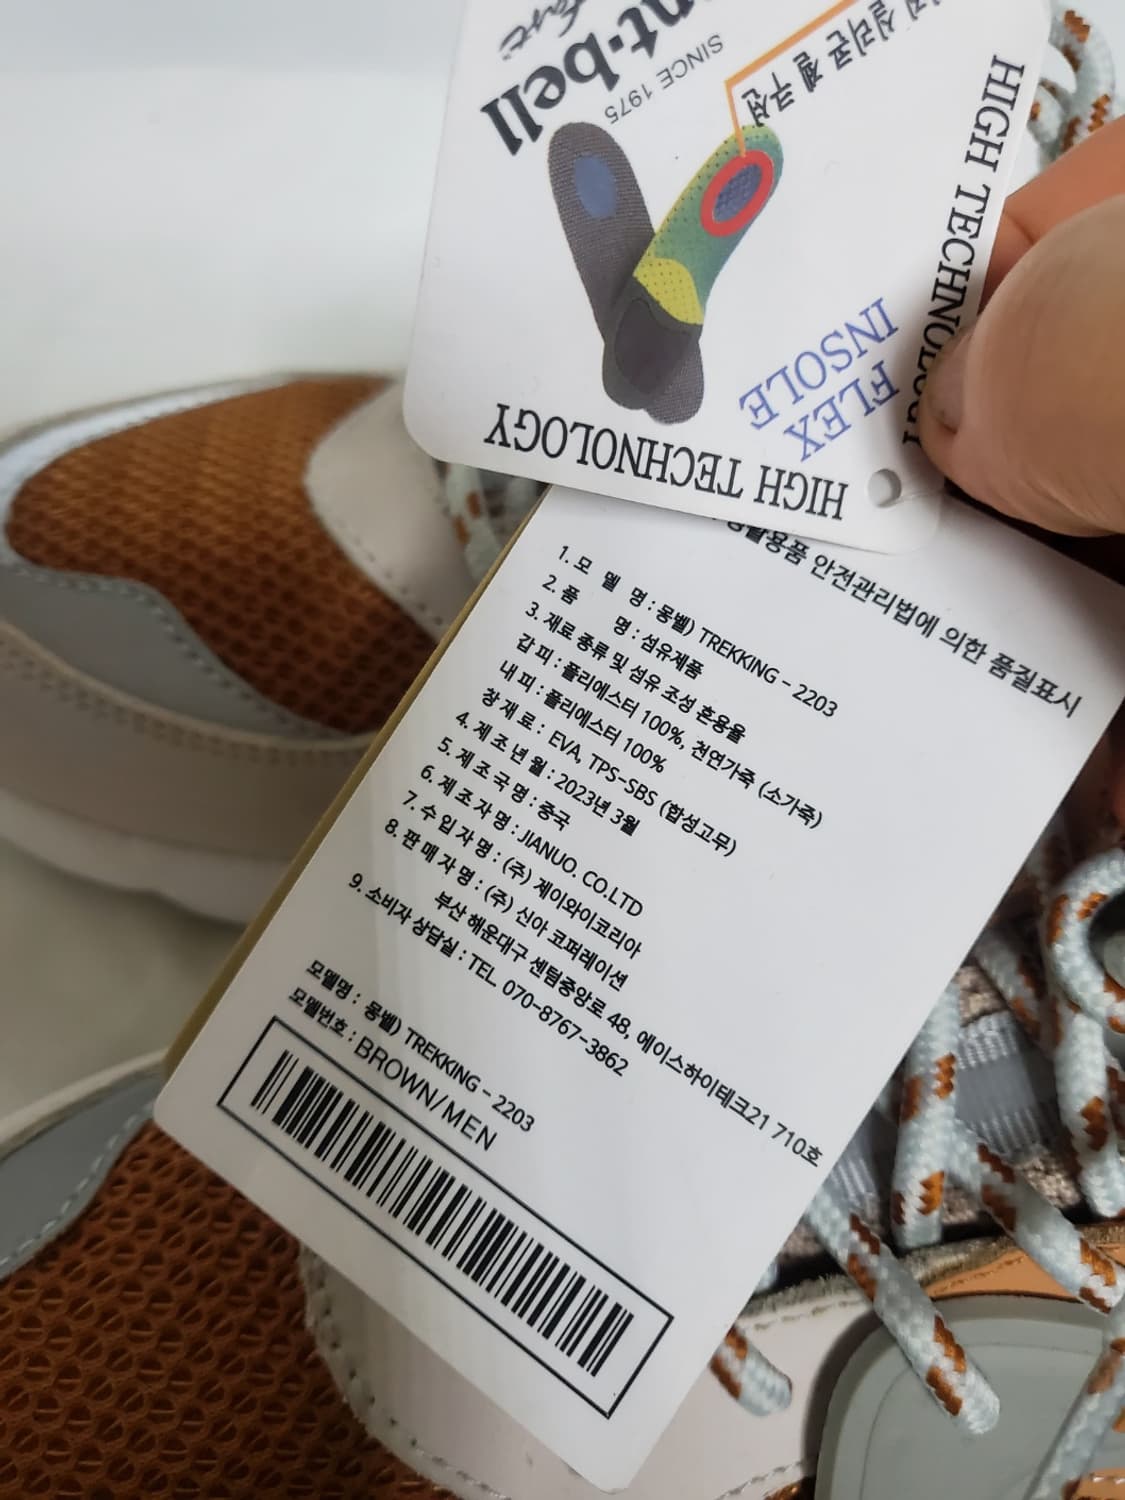 nt·bell
SINCE 1975
실리콘 젤 쿠션
HIGH TECHNOLOGY
FLEX
INSOLE
HIGH TECHNOLOGY
생활용품 안전관리법에 의한 품질표시
1. 모 델 명 : 몽벨) TREKKING - 2203
2. 품 명 : 섬유제품
3. 재료 종류 및 섬유 조성 혼용율
갑 피 : 폴리에스터 100%, 천연가죽 (소가죽)
내 피 : 폴리에스터 100%
창 재 료 : EVA, TPS-SBS (합성고무)
4. 제 조 년 월 : 2023년 3월
5. 제 조 국 명 : 중국
6. 제 조 자 명 : JIANUO. CO.LTD
7. 수 입 자 명 : (주) 제이와이코리아
8. 판 매 자 명 : (주) 신아 코퍼레이션
부산 해운대구 센텀중앙로 48, 에이스하이테크21 710호
9. 소비자 상담실 : TEL. 070-8767-3862
모델명 : 몽벨) TREKKING - 2203
모델번호 : BROWN/MEN